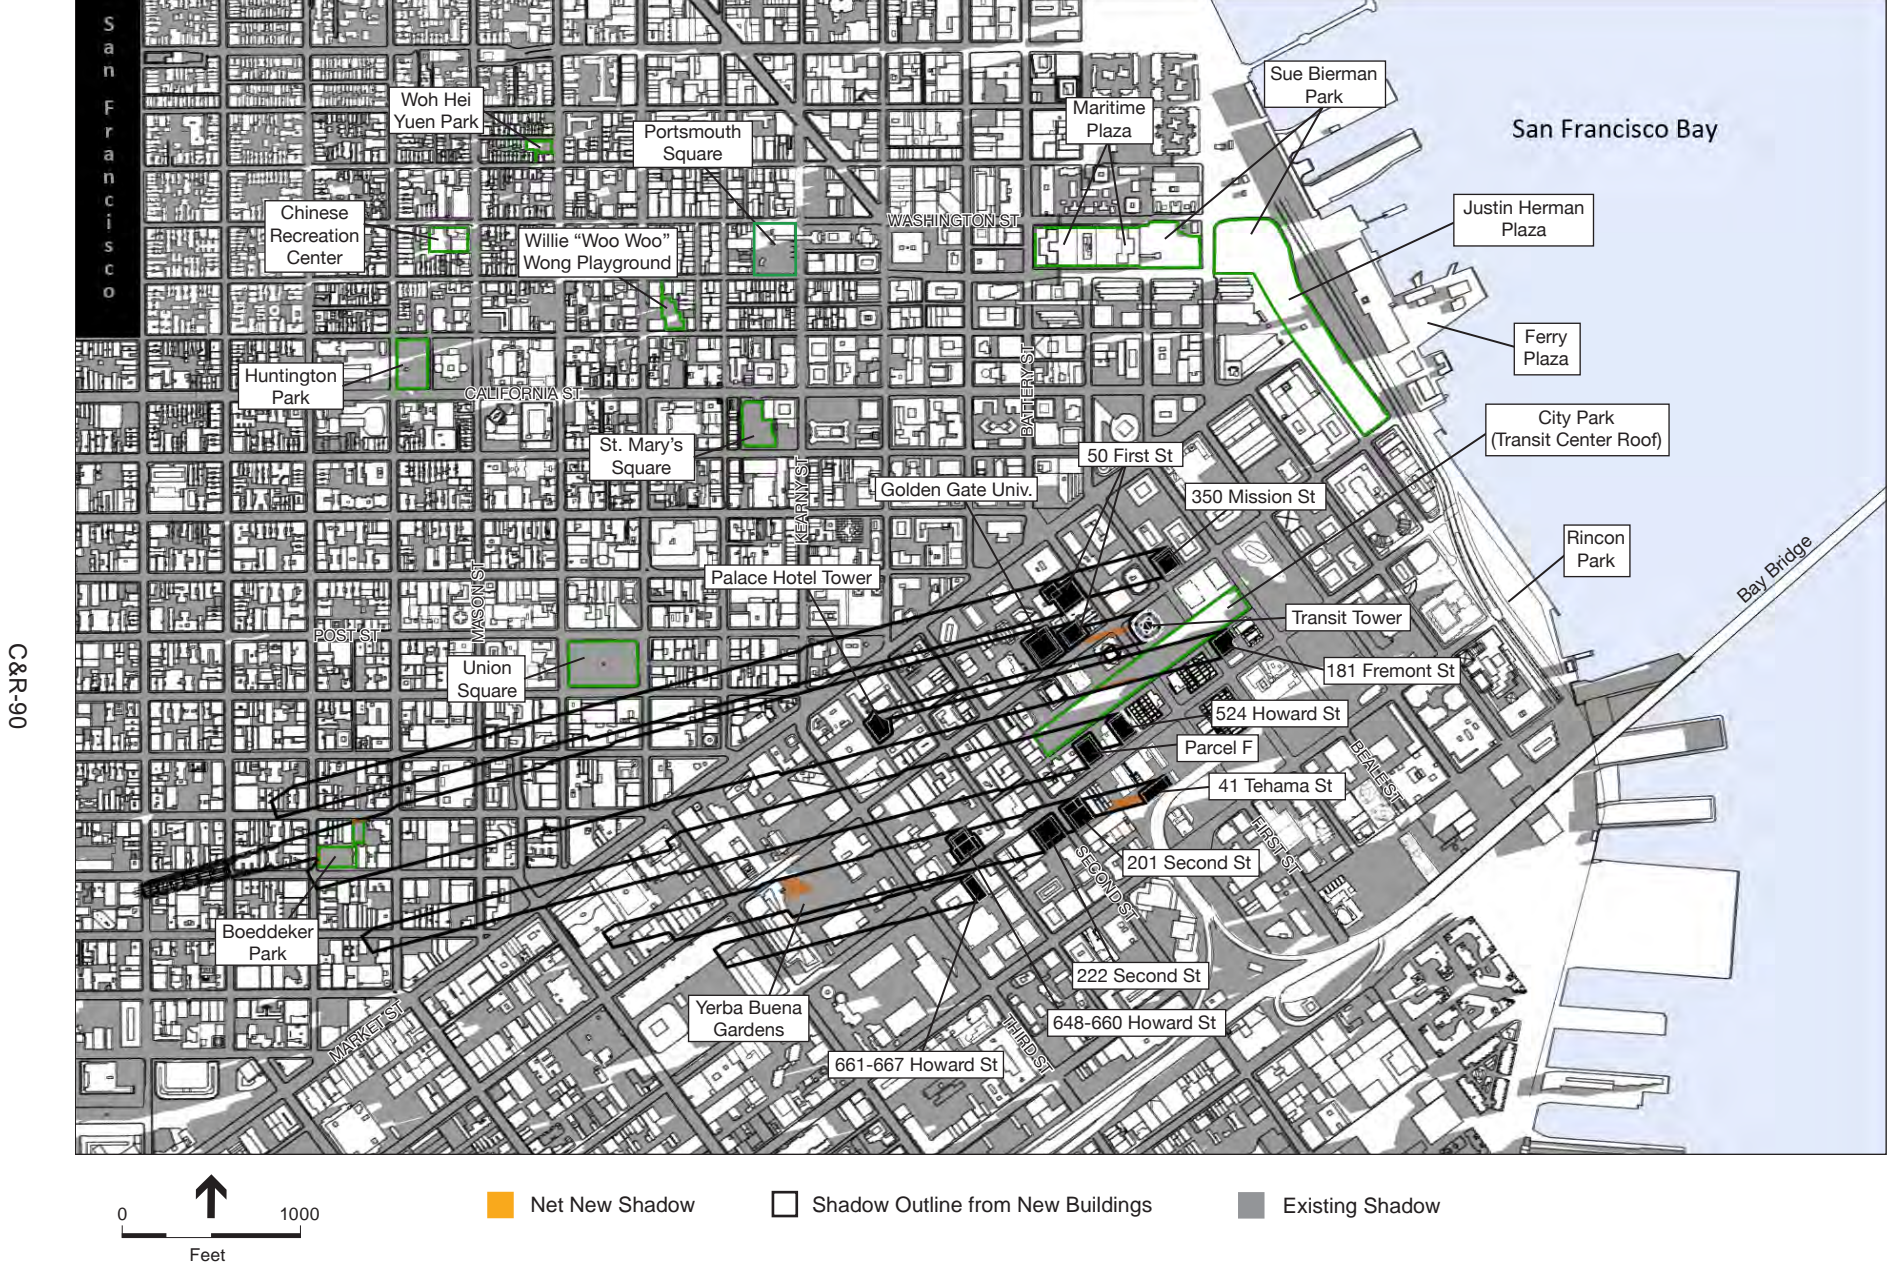 San Francisco
Woh Hei
Yuen Park
Portsmouth
Square
Maritime
Plaza
Sue Bierman
Park
San Francisco Bay
Chinese
Recreation
Center
Willie “Woo Woo”
Wong Playground
WASHINGTON ST
Justin Herman
Plaza
Ferry
Plaza
Huntington
Park
CALIFORNIA ST
BATTERY ST
City Park
(Transit Center Roof)
St. Mary’s
Square
KEARNY ST
50 First St
Golden Gate Univ.
350 Mission St
Rincon
Park
Bay Bridge
Palace Hotel Tower
MASON ST
POST ST
Transit Tower
Union
Square
181 Fremont St
524 Howard St
Parcel F
BEALE ST
41 Tehama St
FIRST ST
201 Second St
SECOND ST
Boeddeker
Park
222 Second St
Yerba Buena
Gardens
648-660 Howard St
MARKET ST
THIRD ST
661-667 Howard St
C&R-90
0 1000
Feet
Net New Shadow
Shadow Outline from New Buildings
Existing Shadow